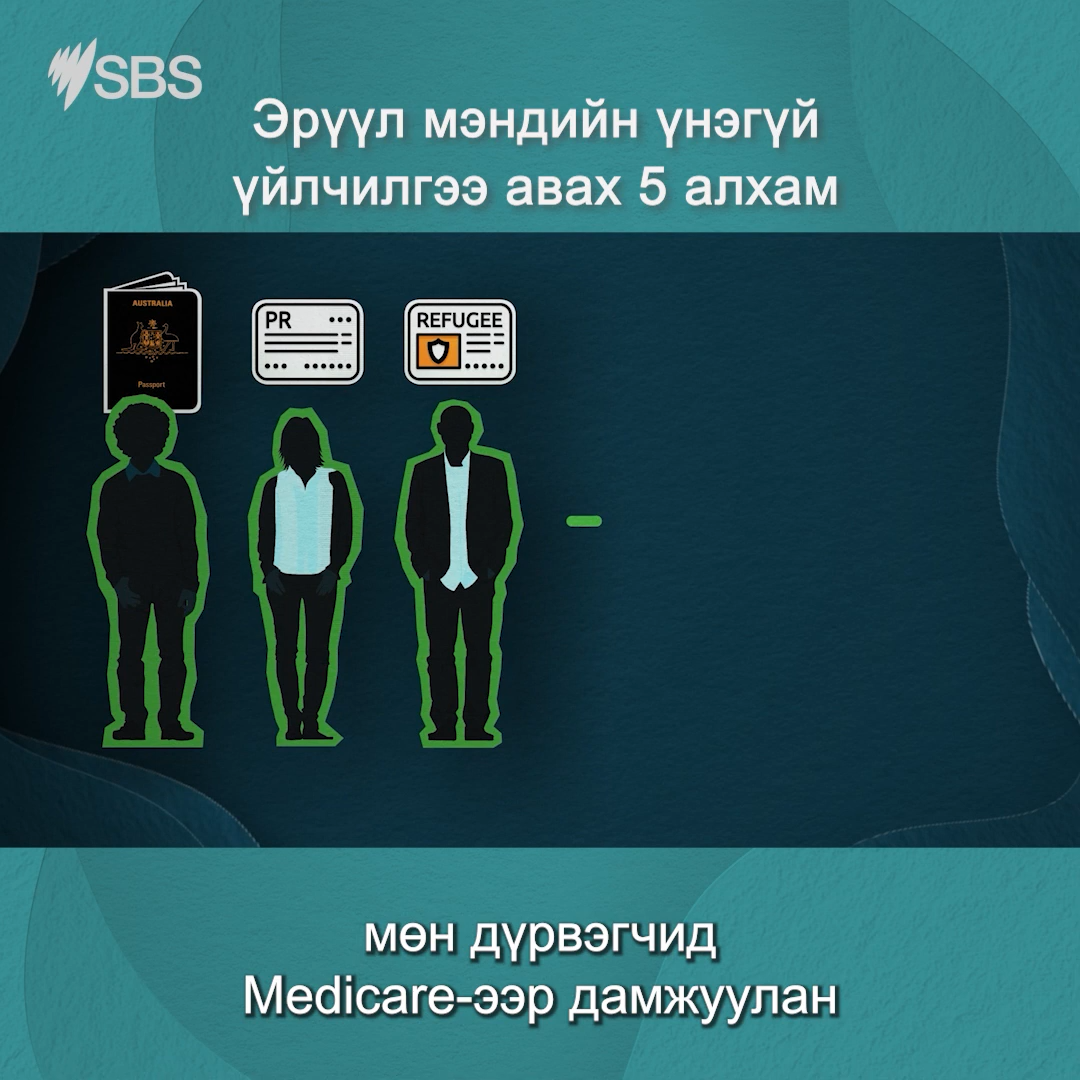 SBS
Эрүүл мэндийн үнэгүй
үйлчилгээ авах 5 алхам
AUSTRALIA
Passport
PR
REFUGEE
мөн дүрвэгчид
Medicare-ээр дамжуулан